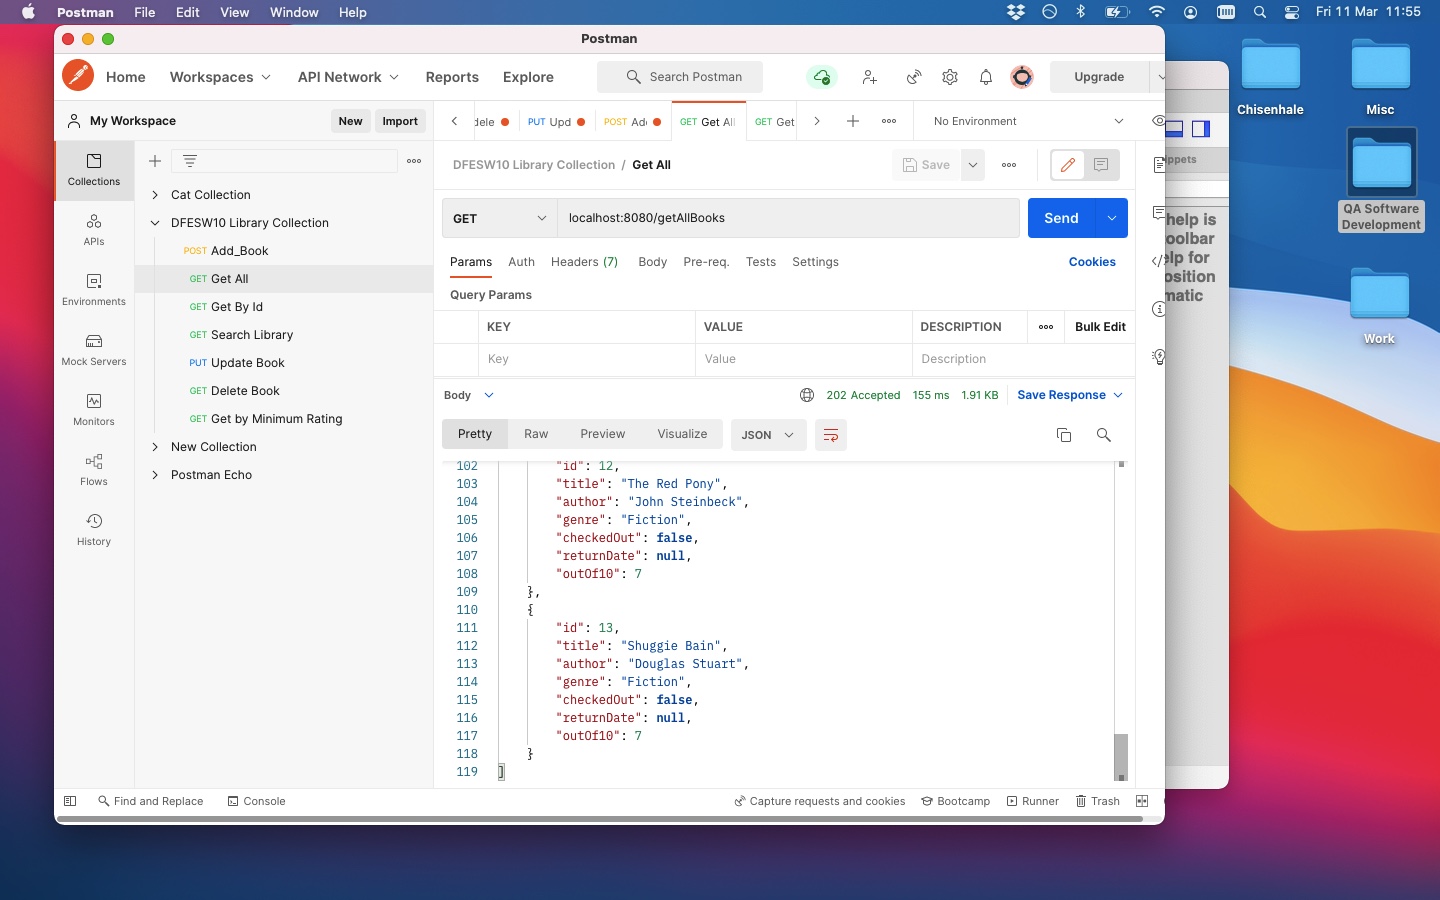 Postman File Edit View Window Help
Fri 11 Mar 11:55
Postman
Home Workspaces API Network Reports Explore Search Postman Upgrade
My Workspace New Import
dele PUT Upd POST Ad GET Get Al GET Get No Environment
Collections
APIs
Environments
Mock Servers
Monitors
Flows
History
Cat Collection
DFESW10 Library Collection
POST Add_Book
GET Get All
GET Get By Id
GET Search Library
PUT Update Book
GET Delete Book
GET Get by Minimum Rating
New Collection
Postman Echo
DFESW10 Library Collection / Get All Save
GET localhost:8080/getAllBooks Send
Params Auth Headers (7) Body Pre-req. Tests Settings Cookies
Query Params
KEY VALUE DESCRIPTION Bulk Edit
Key Value Description
Body 202 Accepted 155 ms 1.91 KB Save Response
Pretty Raw Preview Visualize JSON
102 "id": 12,
103 "title": "The Red Pony",
104 "author": "John Steinbeck",
105 "genre": "Fiction",
106 "checkedOut": false,
107 "returnDate": null,
108 "outOf10": 7
109 },
110 {
111 "id": 13,
112 "title": "Shuggie Bain",
113 "author": "Douglas Stuart",
114 "genre": "Fiction",
115 "checkedOut": false,
116 "returnDate": null,
117 "outOf10": 7
118 }
119 ]
Find and Replace Console Capture requests and cookies Bootcamp Runner Trash
ippets
help is
oolbar
elp for
osition
matic
Chisenhale
Misc
QA Software
Development
Work